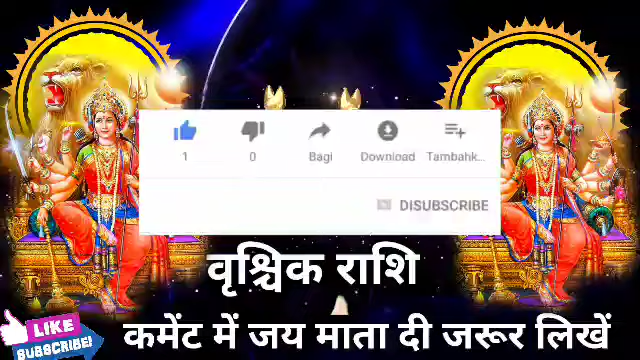 1 0 Bagi Download Tambahk...
DISUBSCRIBE
वृश्चिक राशि
LIKE
SUBSCRIBE!
कमेंट में जय माता दी जरूर लिखें